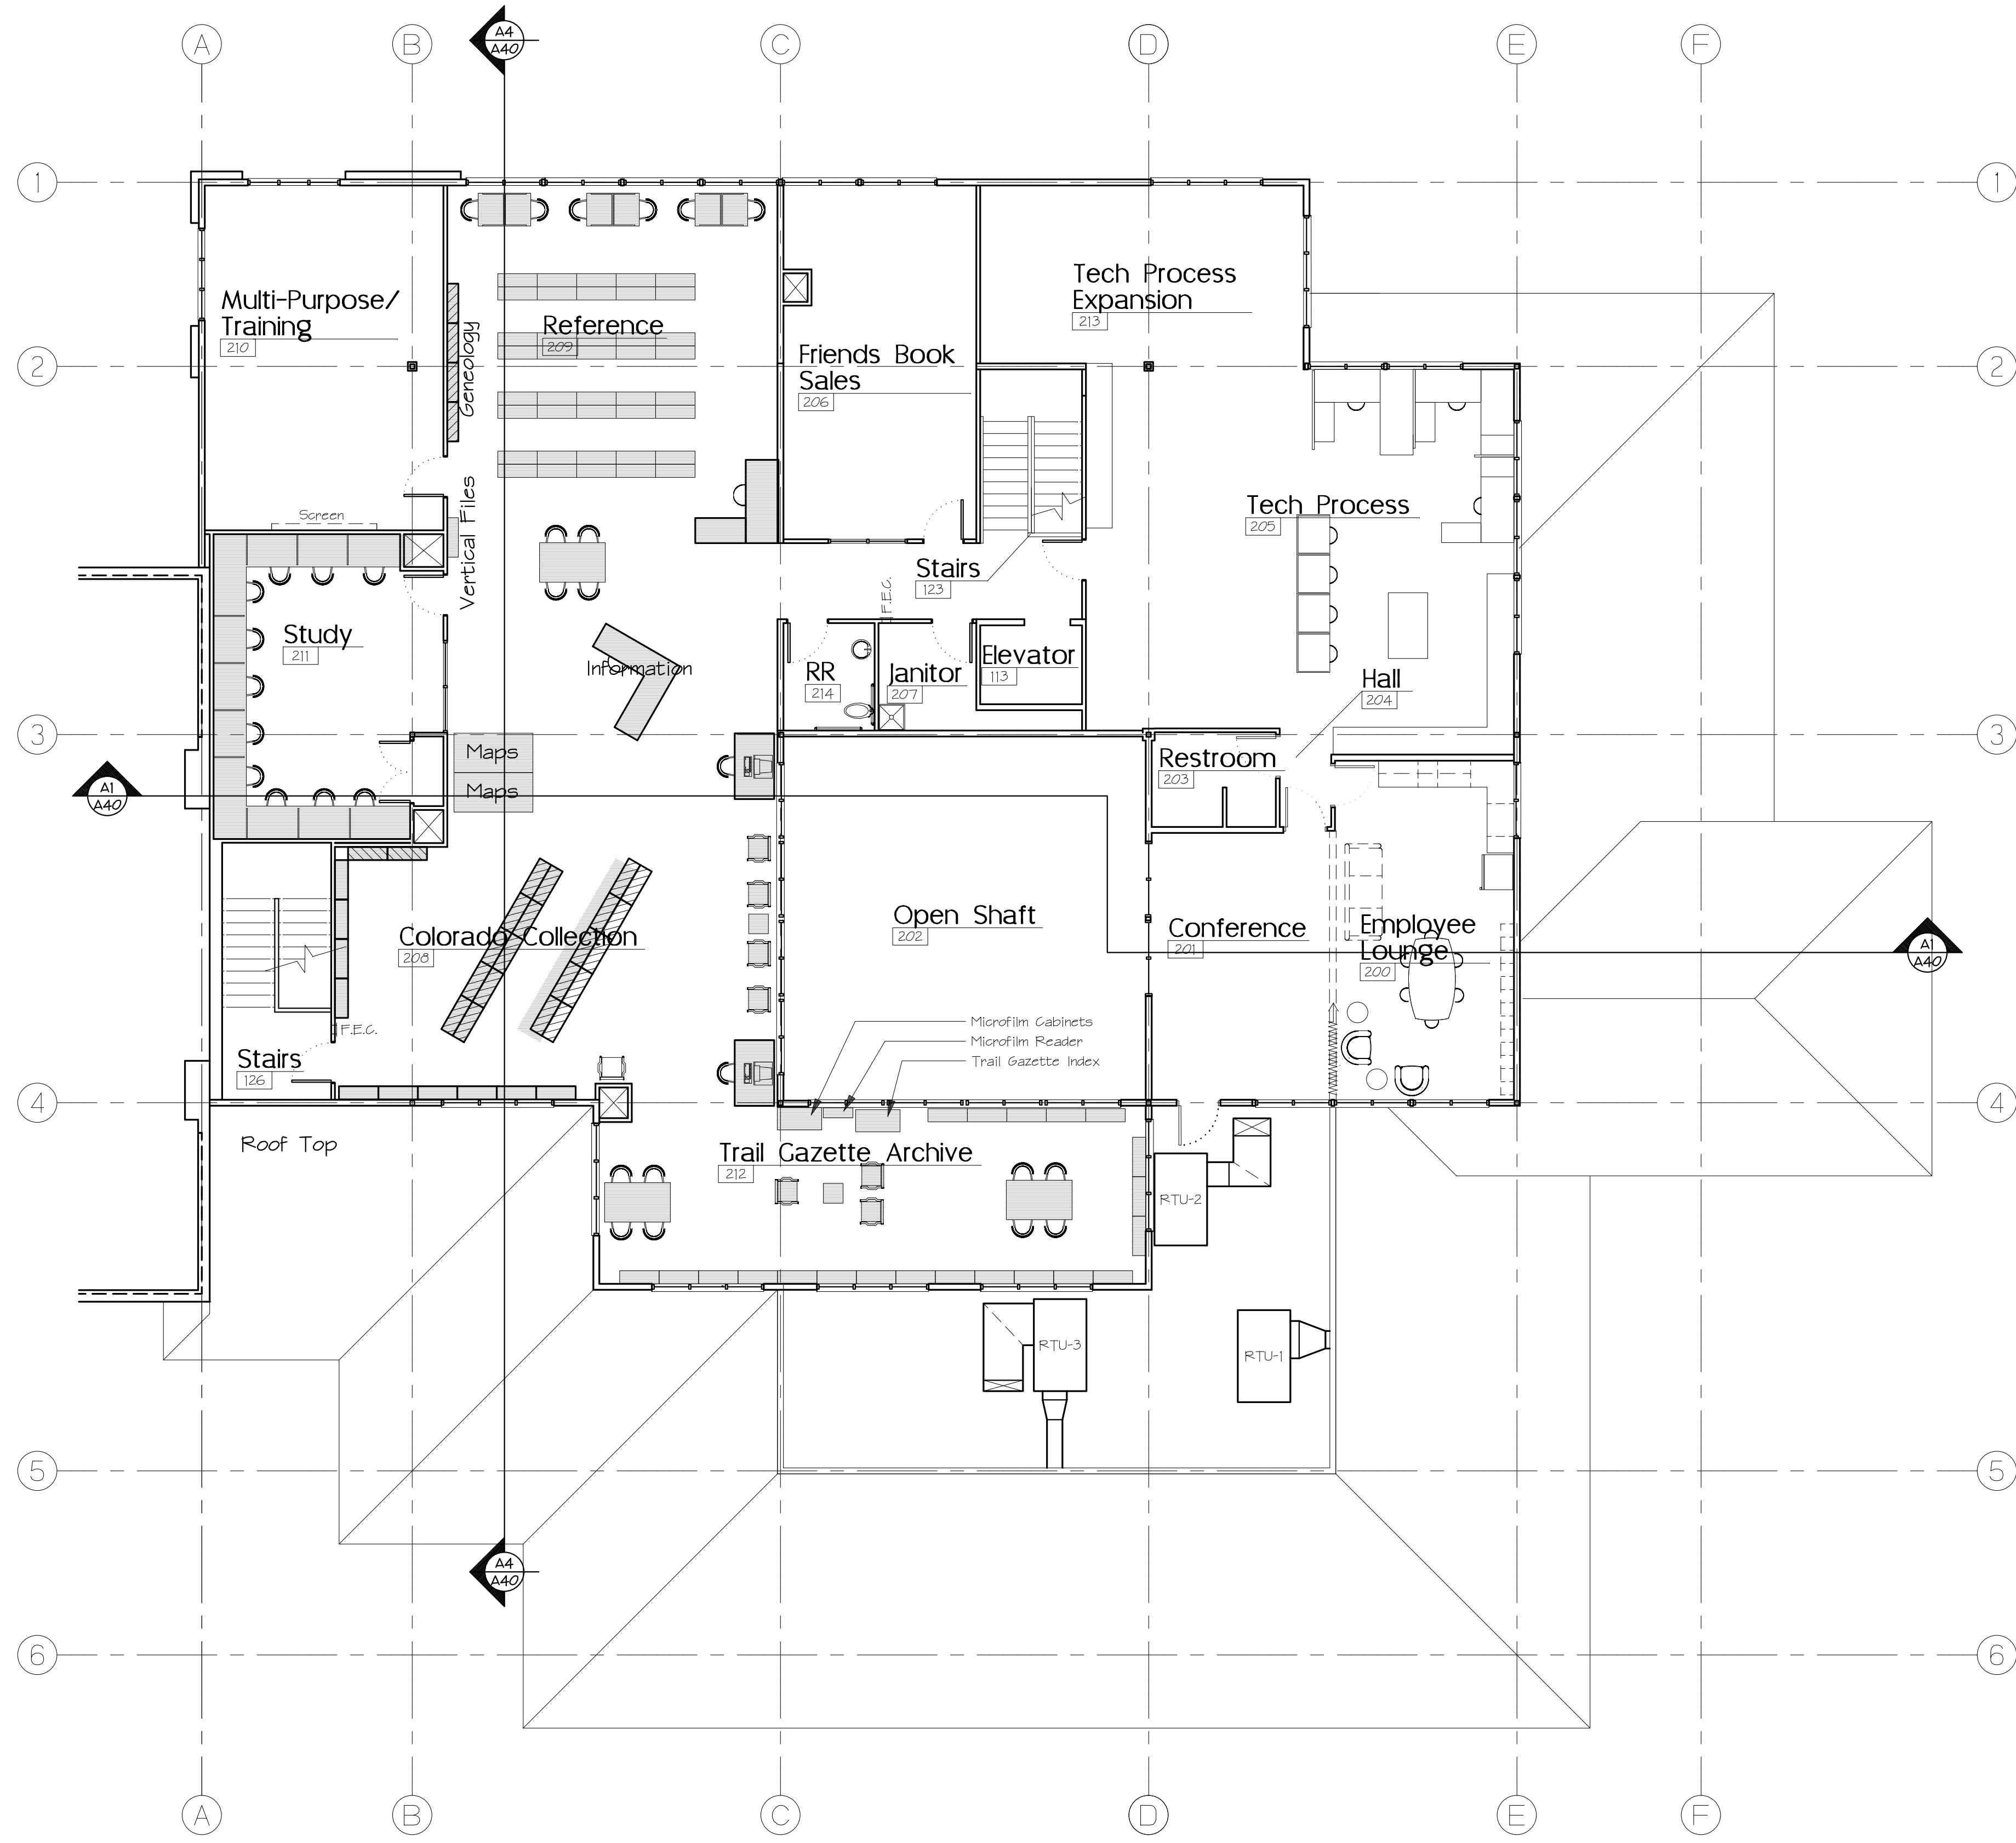 A
B
A4
A40
C
D
E
F
1
1
Multi-Purpose/
Training
210
Geneology
Reference
209
Tech Process
Expansion
213
Friends Book
Sales
206
2
2
Screen
Vertical Files
Tech Process
205
Stairs
123
F.E.C.
Study
211
Information
RR
214
Janitor
207
Elevator
113
Hall
204
3
3
Maps
Maps
Restroom
203
A1
A40
Colorado Collection
208
Open Shaft
202
Conference
201
Employee
Lounge
200
A1
A40
F.E.C.
Microfilm Cabinets
Microfilm Reader
Trail Gazette Index
Stairs
126
4
4
Roof Top
Trail Gazette Archive
212
RTU-2
RTU-3
RTU-1
5
5
A4
A40
6
6
A
B
C
D
E
F